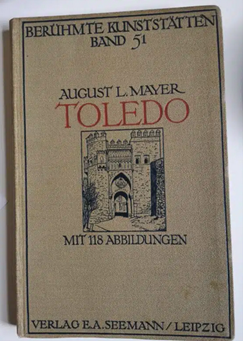 BERÜHMTE KUNSTSTÄTTEN
BAND 51
AUGUST L. MAYER
TOLEDO
MIT 118 ABBILDUNGEN
VERLAG E.A. SEEMANN / LEIPZIG